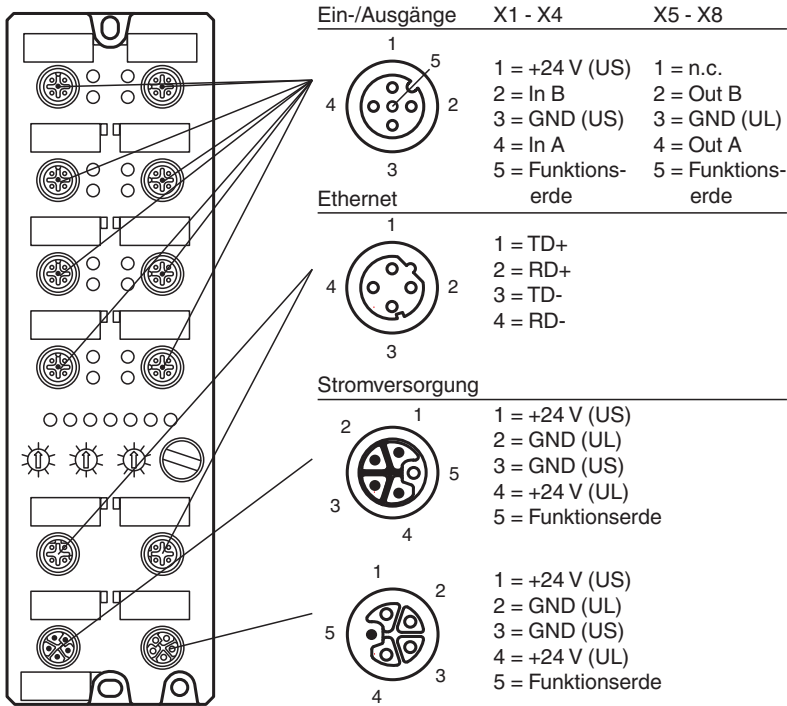 Ein-/Ausgänge X1 - X4 X5 - X8
1
5
4
2
3
1 = +24 V (US) 1 = n.c.
2 = In B 2 = Out B
3 = GND (US) 3 = GND (UL)
4 = In A 4 = Out A
5 = Funktions- 5 = Funktions-
erde erde
Ethernet
1
4
2
3
1 = TD+
2 = RD+
3 = TD-
4 = RD-
Stromversorgung
2
1
5
3
4
1 = +24 V (US)
2 = GND (UL)
3 = GND (US)
4 = +24 V (UL)
5 = Funktionserde
1
2
5
3
4
1 = +24 V (US)
2 = GND (UL)
3 = GND (US)
4 = +24 V (UL)
5 = Funktionserde